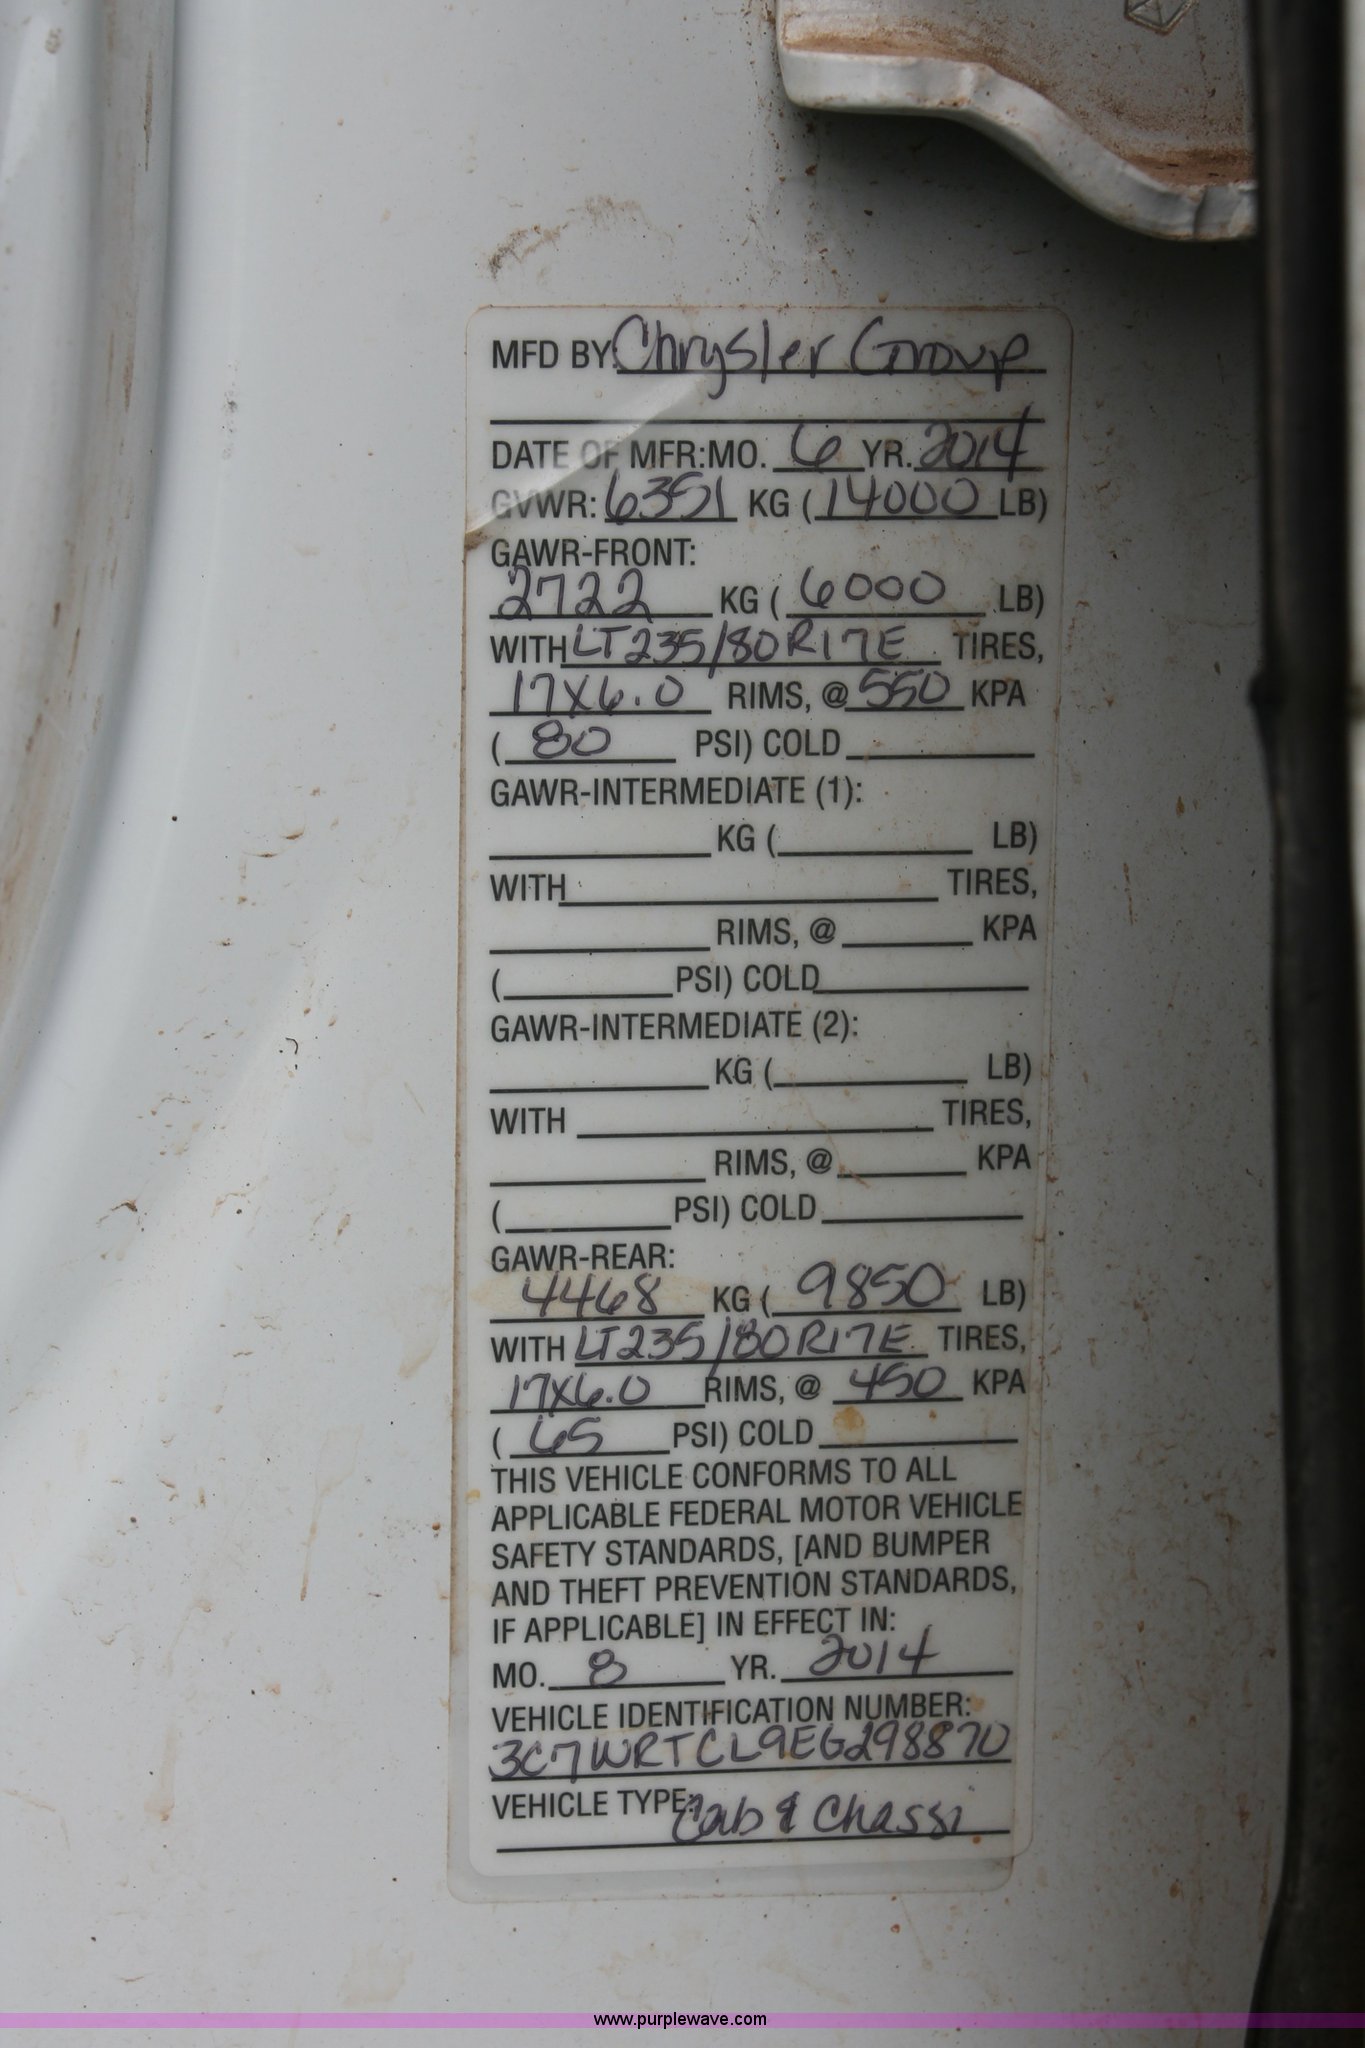 MFD BY: Chrysler Group
DATE OF MFR: MO. 6 YR. 2014
GVWR: 6351 KG (14000 LB)
GAWR-FRONT:
2722 KG (6000 LB)
WITH LT235/80R17E TIRES,
17X6.0 RIMS, @ 550 KPA
(80 PSI) COLD
GAWR-INTERMEDIATE (1):
KG ( LB)
WITH TIRES,
RIMS, @ KPA
( PSI) COLD
GAWR-INTERMEDIATE (2):
KG ( LB)
WITH TIRES,
RIMS, @ KPA
( PSI) COLD
GAWR-REAR:
4468 KG (9850 LB)
WITH LT235/80R17E TIRES,
17X6.0 RIMS, @ 450 KPA
(65 PSI) COLD
THIS VEHICLE CONFORMS TO ALL
APPLICABLE FEDERAL MOTOR VEHICLE
SAFETY STANDARDS, [AND BUMPER
AND THEFT PREVENTION STANDARDS,
IF APPLICABLE] IN EFFECT IN:
MO. 8 YR. 2014
VEHICLE IDENTIFICATION NUMBER:
3C7WRTCL9EG298870
VEHICLE TYPE: Cab & Chassi
www.purplewave.com